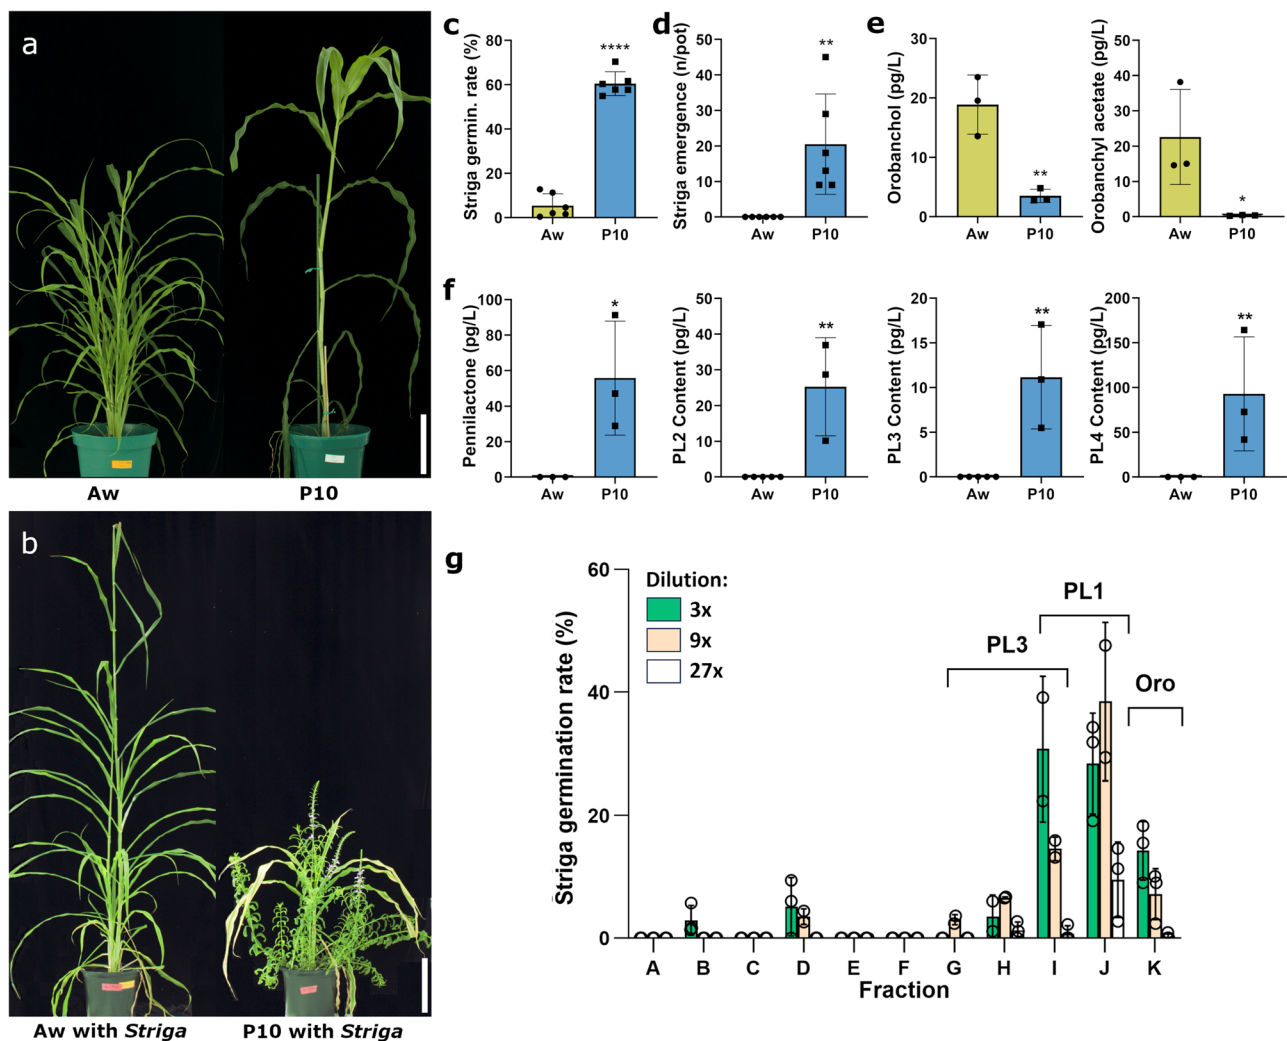 a
Aw
P10
b
Aw with Striga
P10 with Striga
c
Striga germin. rate (%)
80
60
40
20
0
****
Aw
P10
d
Striga emergence (n/pot)
50
40
30
20
10
0
**
Aw
P10
e
Orobanchol (pg/L)
30
20
10
0
**
Aw
P10
Orobanchyl acetate (pg/L)
50
40
30
20
10
0
*
Aw
P10
f
Pennilactone (pg/L)
100
80
60
40
20
0
*
Aw
P10
PL2 Content (pg/L)
50
40
30
20
10
0
**
Aw
P10
PL3 Content (pg/L)
20
15
10
5
0
**
Aw
P10
PL4 Content (pg/L)
200
150
100
50
0
**
Aw
P10
g
Striga germination rate (%)
60
40
20
0
Dilution:
3x
9x
27x
PL3
PL1
Oro
A B C D E F G H I J K
Fraction